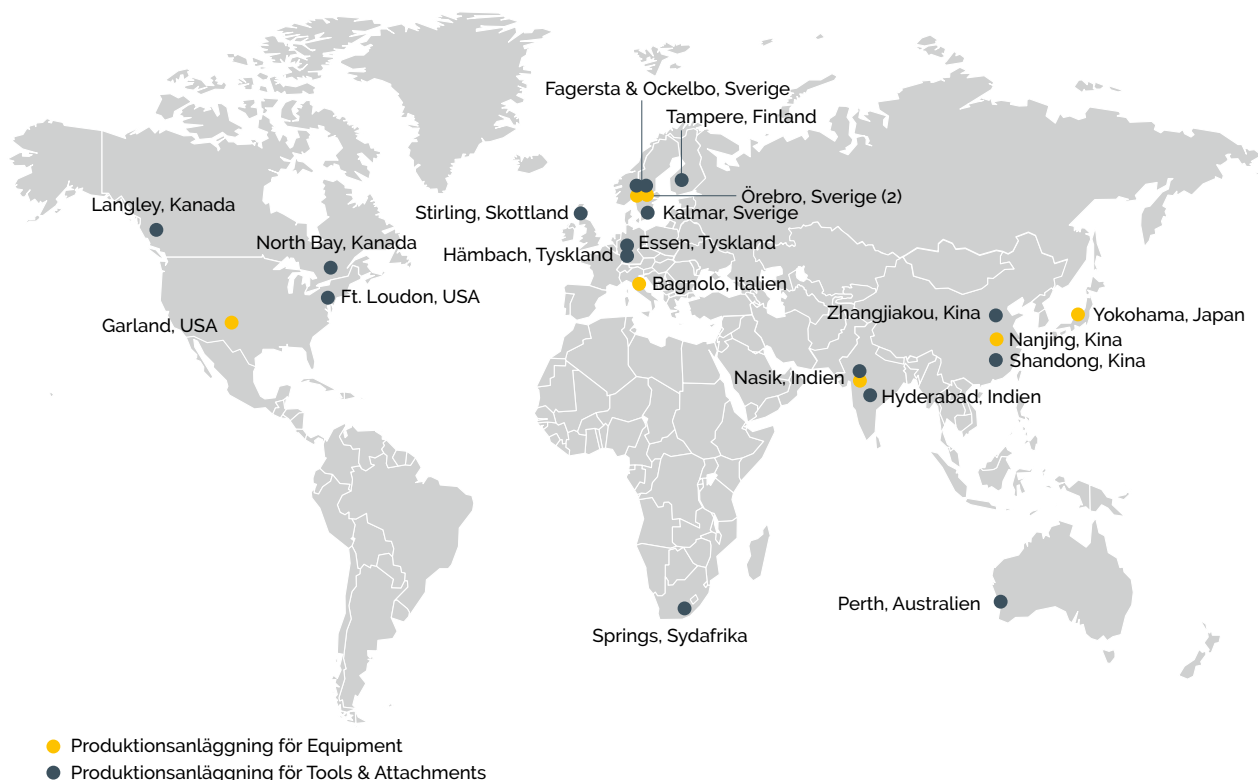 Fagersta & Ockelbo, Sverige
Tampere, Finland
Örebro, Sverige (2)
Langley, Kanada
Stirling, Skottland
Kalmar, Sverige
North Bay, Kanada
Essen, Tyskland
Hämbach, Tyskland
Bagnolo, Italien
Ft. Loudon, USA
Garland, USA
Zhangjiakou, Kina
Yokohama, Japan
Nanjing, Kina
Shandong, Kina
Nasik, Indien
Hyderabad, Indien
Perth, Australien
Springs, Sydafrika
Produktionsanläggning för Equipment
Produktionsanläggning för Tools & Attachments